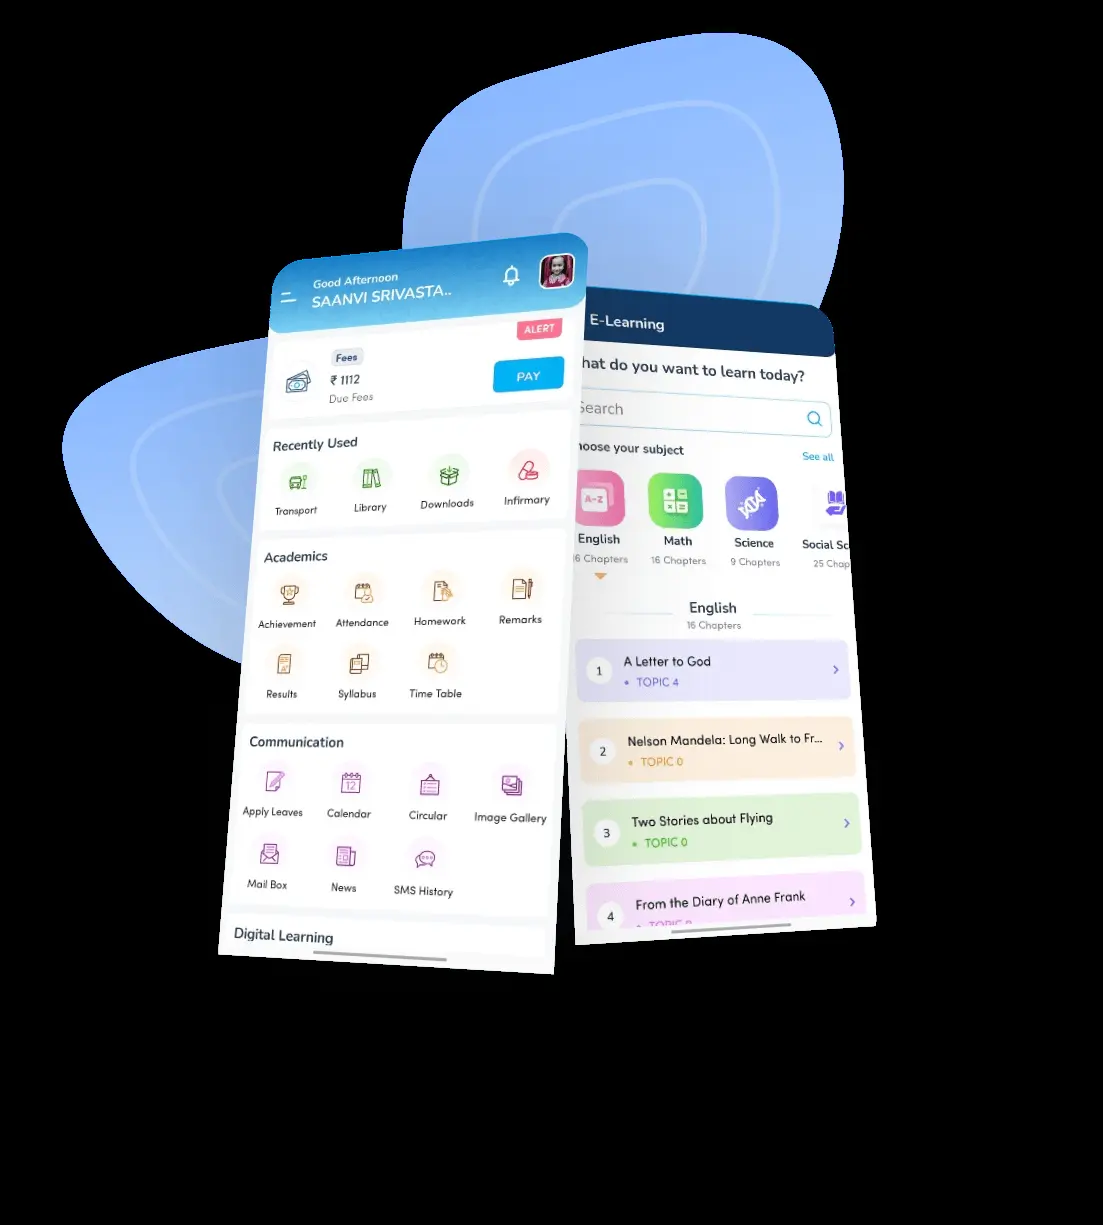 Good Afternoon
SAANVI SRIVASTA..
ALERT
Fees
₹ 1112
Due Fees
PAY
Recently Used
Transport
Library
Downloads
Infirmary
Academics
Achievement
Attendance
Homework
Remarks
Results
Syllabus
Time Table
Communication
12
Apply Leaves
Calendar
Circular
Image Gallery
Mail Box
News
SMS History
Digital Learning
E-Learning
hat do you want to learn today?
Search
hoose your subject
See all
A-Z
English
Math
Science
Social Sc
16 Chapters
16 Chapters
9 Chapters
25 Chap
English
16 Chapters
1
A Letter to God
• TOPIC 4
2
Nelson Mandela: Long Walk to Fr...
• TOPIC 0
3
Two Stories about Flying
• TOPIC 0
4
From the Diary of Anne Frank
• TOPIC 0